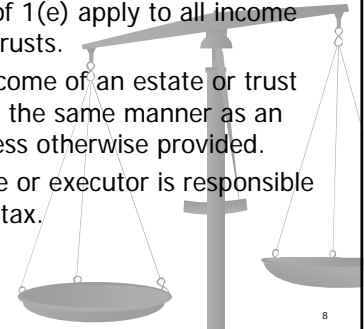 of 1(e) apply to all income
rusts.
come of an estate or trust
the same manner as an
ess otherwise provided.
e or executor is responsible
tax.
8